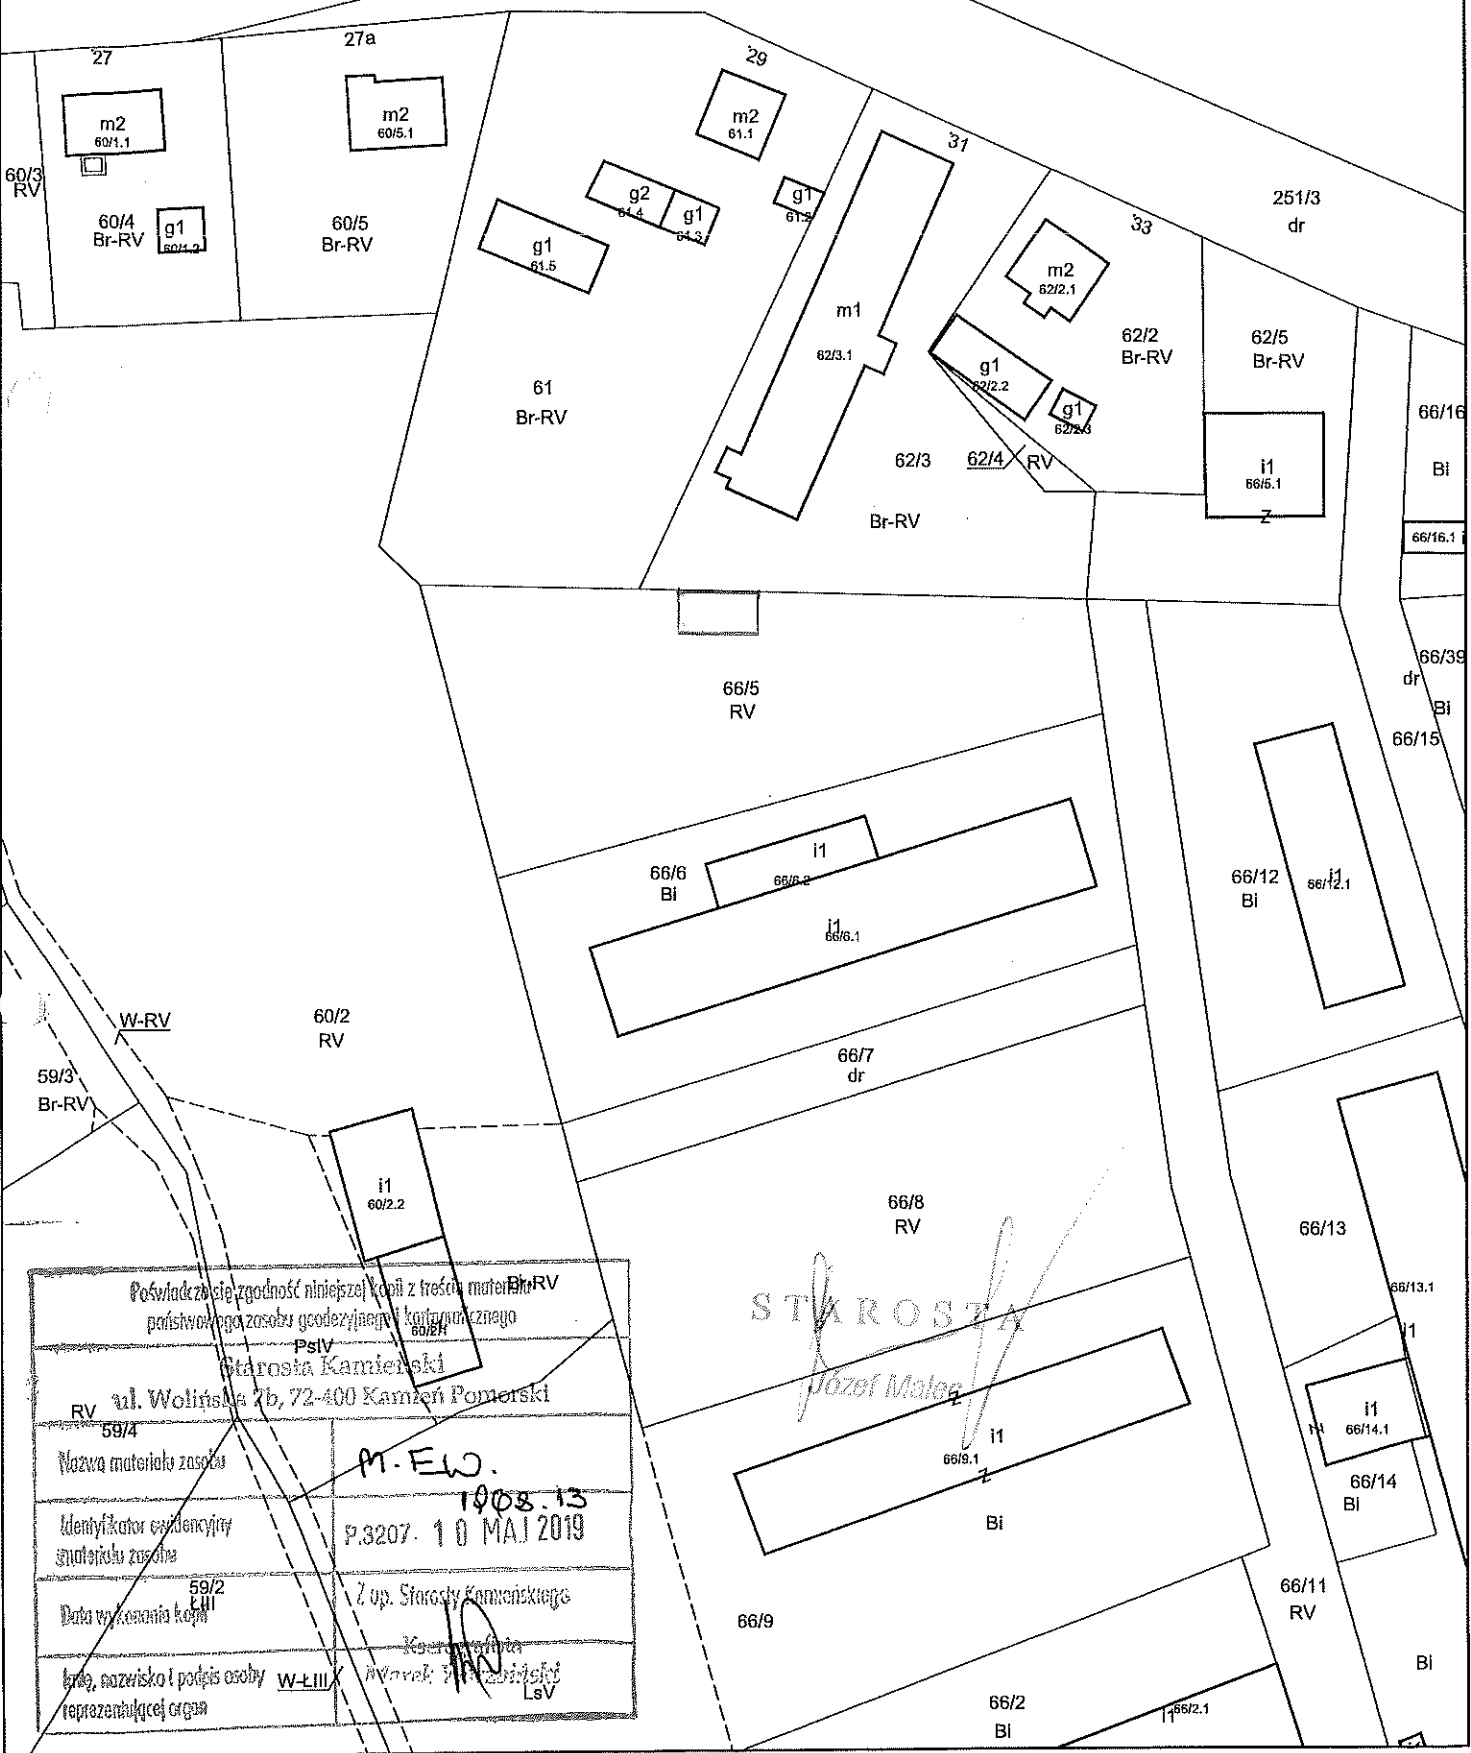 27
27a
29
31
33
m2
60/1.1
m2
60/5.1
m2
61.1
60/3
RV
60/4
Br-RV
g1
60/1.2
60/5
Br-RV
g2
61.4
g1
61.3
g1
61.2
g1
61.5
251/3
dr
m1
62/3.1
m2
62/2.1
62/2
Br-RV
62/5
Br-RV
g1
62/2.2
g1
62/2.3
61
Br-RV
62/3
62/4
RV
Br-RV
i1
66/5.1
Z
66/16
Bi
66/16.1
66/5
RV
66/39
dr
Bi
66/15
66/6
Bi
i1
66/6.2
i1
66/6.1
66/12
Bi
i1
66/12.1
W-RV
60/2
RV
66/7
dr
59/3
Br-RV
i1
60/2.2
66/8
RV
66/13
66/13.1
i1
Poświadcza się zgodność niniejszej kopii z treścią materiału
Br-RV
państwowego zasobu geodezyjnego i kartograficznego
PsIV
Starosta Kamieński
ul. Wolińska 7b, 72-400 Kamień Pomorski
RV
59/4
Nazwa materiału zasobu
M. EW.
1008.13
Identyfikator ewidencyjny
materiału zasobu
P.3207.
10 MAJ 2019
59/2
ŁIII
Data wykonania kopii
Z up. Starosty Kamieńskiego
Imię, nazwisko i podpis osoby
reprezentującej organ
W-ŁIII
Marek
LsV
STAROSTA
Józef Malec
Z
i1
66/9.1
Z
Bi
i1
66/14.1
Z
66/14
Bi
66/11
RV
66/9
Bi
66/2
Bi
i1
66/2.1